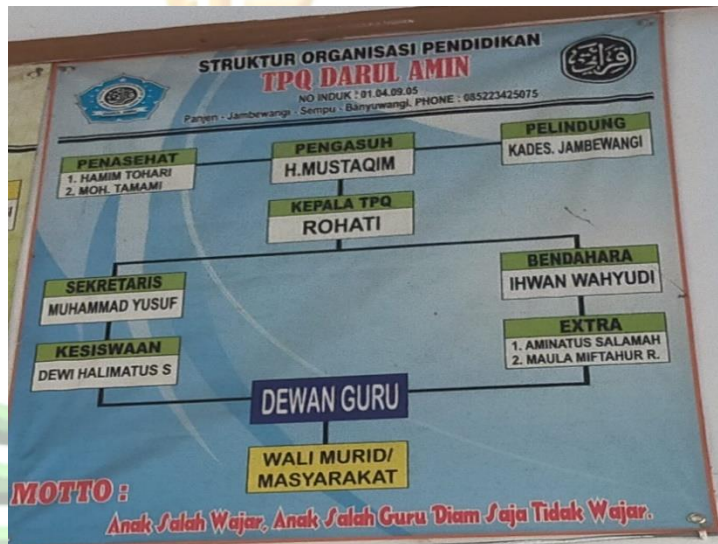 STRUKTUR ORGANISASI PENDIDIKAN
TPQ DARUL AMIN
NO INDUK : 01.04.09.05
Panjen - Jambewangi - Sempu - Banyuwangi, PHONE : 085223425075
PENASEHAT
1. HAMIM TOHARI
2. MOH. TAMAMI
PENGASUH
H.MUSTAQIM
PELINDUNG
KADES. JAMBEWANGI
KEPALA TPQ
ROHATI
SEKRETARIS
MUHAMMAD YUSUF
BENDAHARA
IHWAN WAHYUDI
KESISWAAN
DEWI HALIMATUS S
EXTRA
1. AMINATUS SALAMAH
2. MAULA MIFTAHUR R.
DEWAN GURU
WALI MURID/
MASYARAKAT
MOTTO :
Anak Salah Wajar, Anak Salah Guru Diam Saja Tidak Wajar.